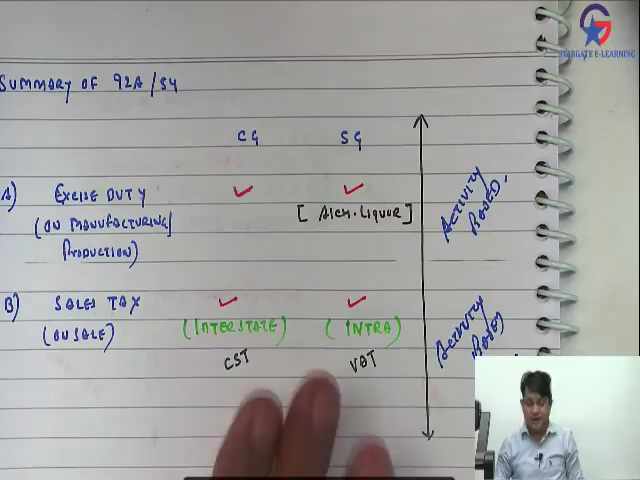 STARGATE E-LEARNING
SUMMARY OF 92A/54
CG SG
A) EXCISE DUTY
(ON MANUFACTURING/
PRODUCTION)
[ Alch. Liquor ]
ACTIVITY
BASED.
B) SALES TAX
(ON SALE)
(INTERSTATE) (INTRA)
CST VAT
ACTIVITY
BASED